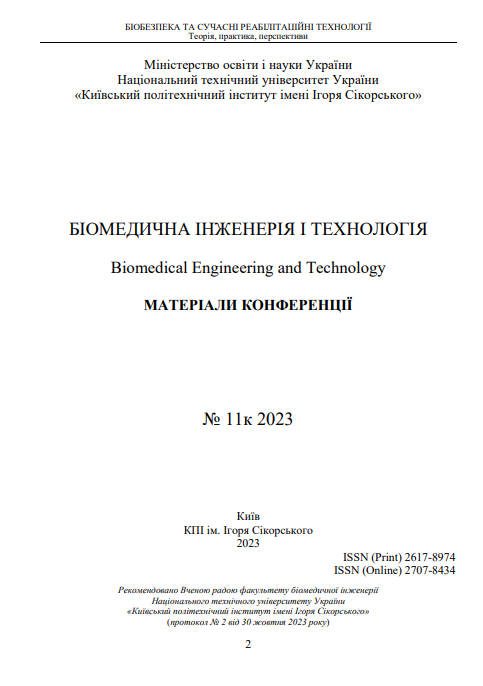 БІОБЕЗПЕКА ТА СУЧАСНІ РЕАБІЛІТАЦІЙНІ ТЕХНОЛОГІЇ
Теорія, практика, перспективи
Міністерство освіти і науки України
Національний технічний університет України
«Київський політехнічний інститут імені Ігоря Сікорського»
БІОМЕДИЧНА ІНЖЕНЕРІЯ І ТЕХНОЛОГІЯ
Biomedical Engineering and Technology
МАТЕРІАЛИ КОНФЕРЕНЦІЇ
№ 11к 2023
Київ
КПІ ім. Ігоря Сікорського
2023
ISSN (Print) 2617-8974
ISSN (Online) 2707-8434
Рекомендовано Вченою радою факультету біомедичної інженерії
Національного технічного університету України
«Київський політехнічний інститут імені Ігоря Сікорського»
(протокол № 2 від 30 жовтня 2023 року)
2